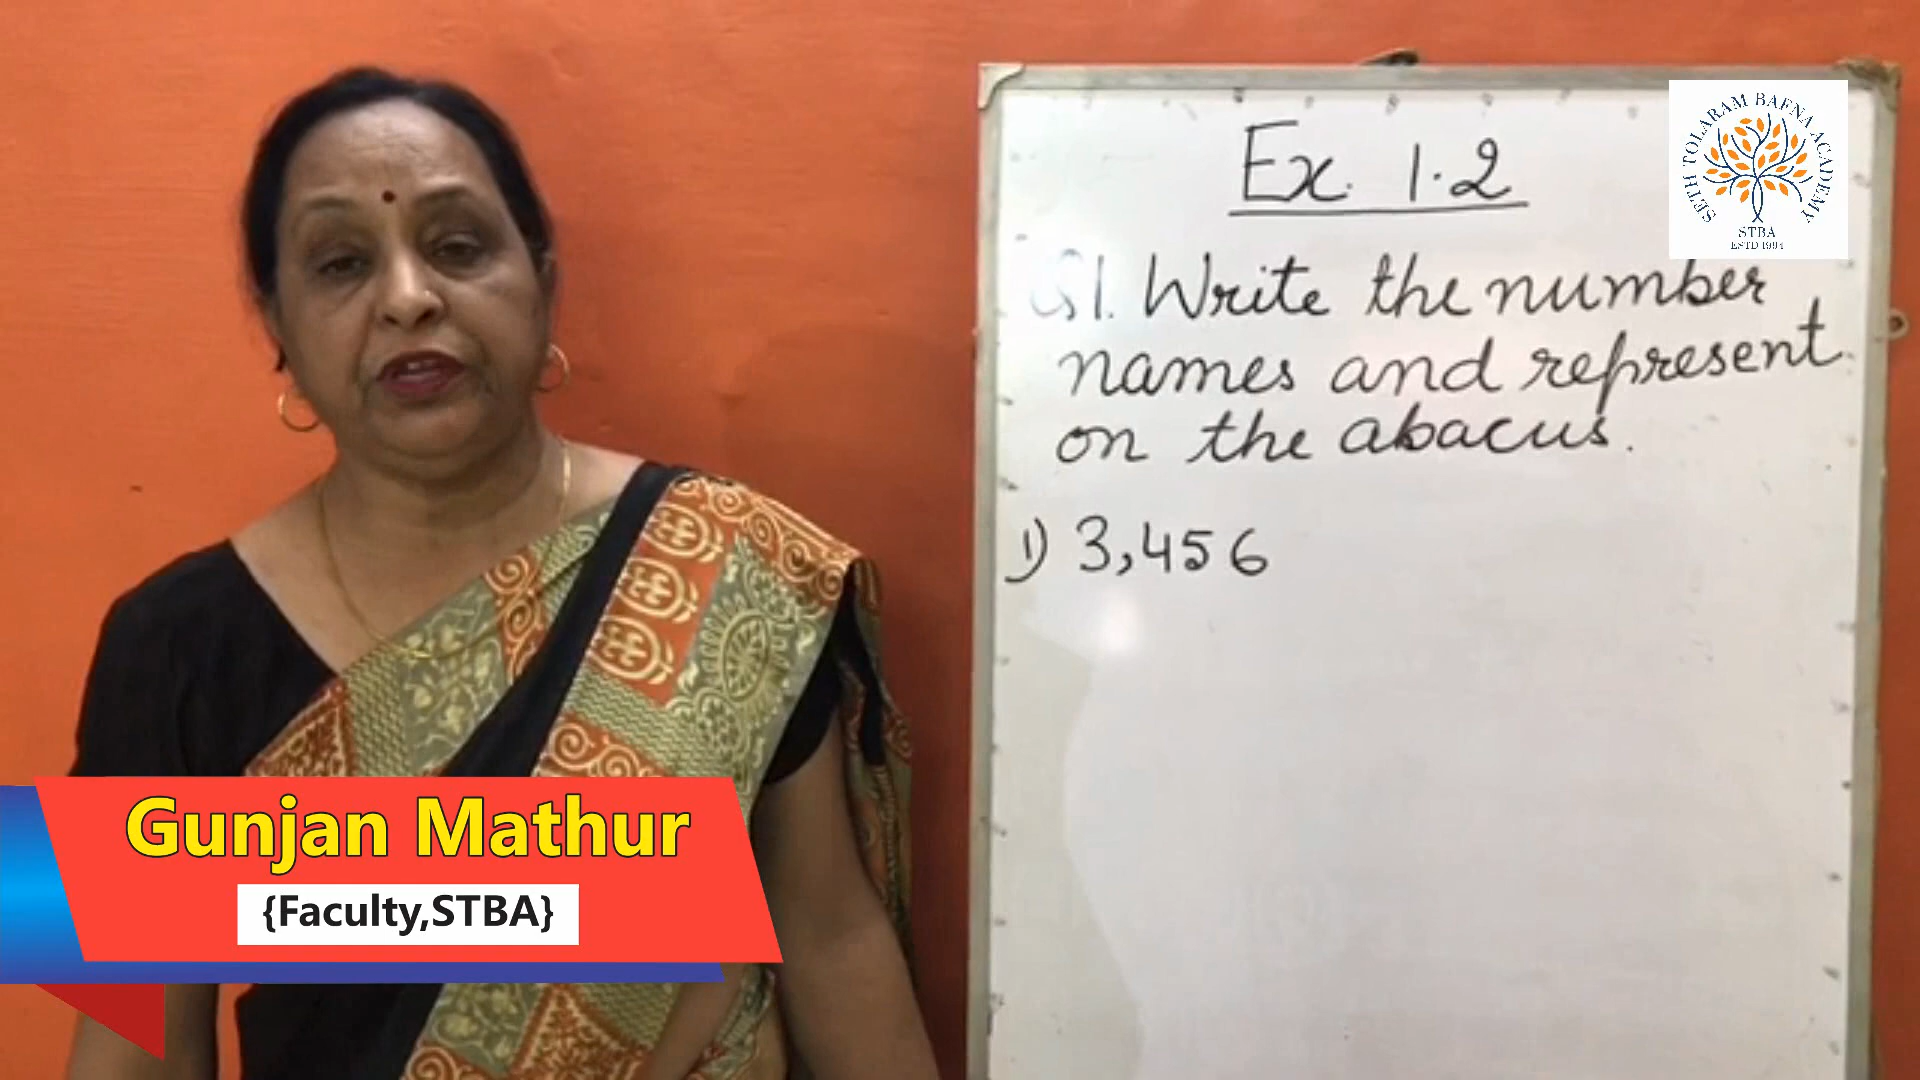 SETH TOLARAM BAFNA ACADEMY
STBA
ESTD 1994
Ex. 1.2
Q1. Write the number
names and represent
on the abacus.
1) 3,456
Gunjan Mathur
{Faculty,STBA}